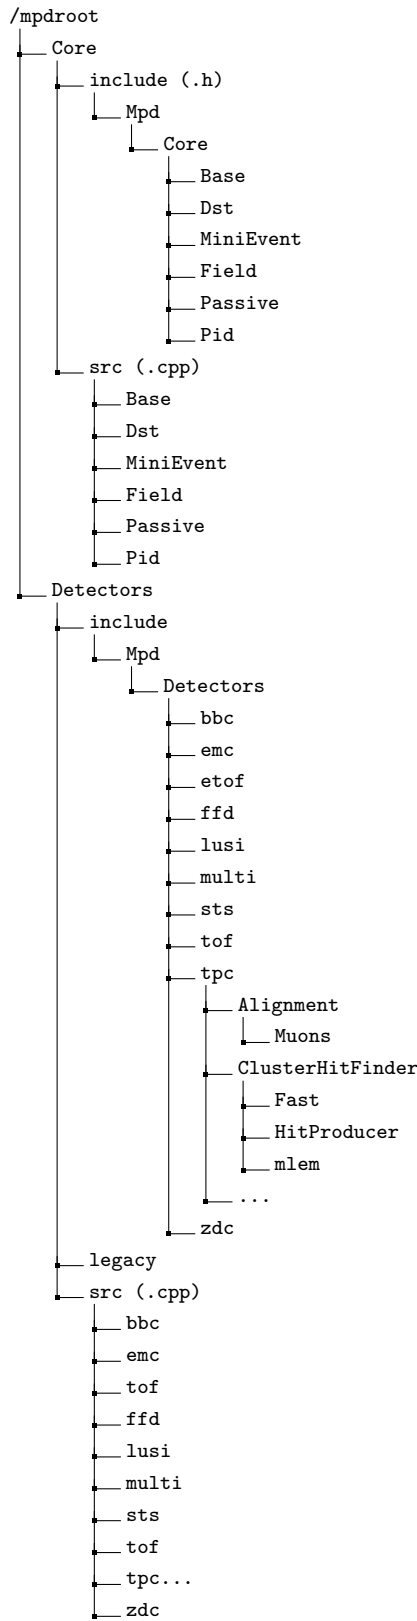 /mpdroot
Core
include (.h)
Mpd
Core
Base
Dst
MiniEvent
Field
Passive
Pid
src (.cpp)
Base
Dst
MiniEvent
Field
Passive
Pid
Detectors
include
Mpd
Detectors
bbc
emc
etof
ffd
lusi
multi
sts
tof
tpc
Alignment
Muons
ClusterHitFinder
Fast
HitProducer
mlem
...
zdc
legacy
src (.cpp)
bbc
emc
tof
ffd
lusi
multi
sts
tof
tpc...
zdc